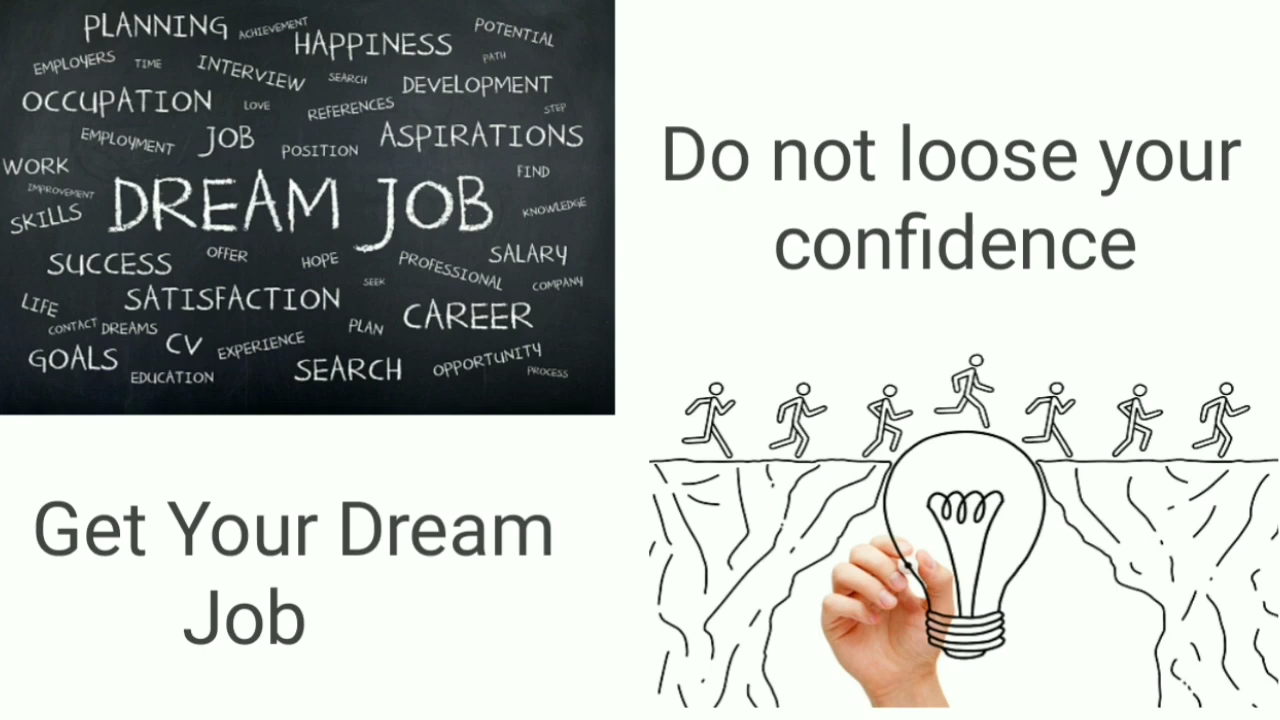 PLANNING ACHIEVEMENT HAPPINESS POTENTIAL
EMPLOYERS TIME INTERVIEW SEARCH PATH
OCCUPATION LOVE REFERENCES DEVELOPMENT STEP
EMPLOYMENT JOB POSITION ASPIRATIONS
WORK FIND
IMPROVEMENT DREAM JOB KNOWLEDGE
SKILLS
SUCCESS OFFER HOPE PROFESSIONAL SALARY
SEEK COMPANY
LIFE SATISFACTION CAREER
CONTACT DREAMS PLAN
GOALS CV EXPERIENCE OPPORTUNITY
EDUCATION SEARCH PROCESS
Do not loose your
confidence
Get Your Dream
Job